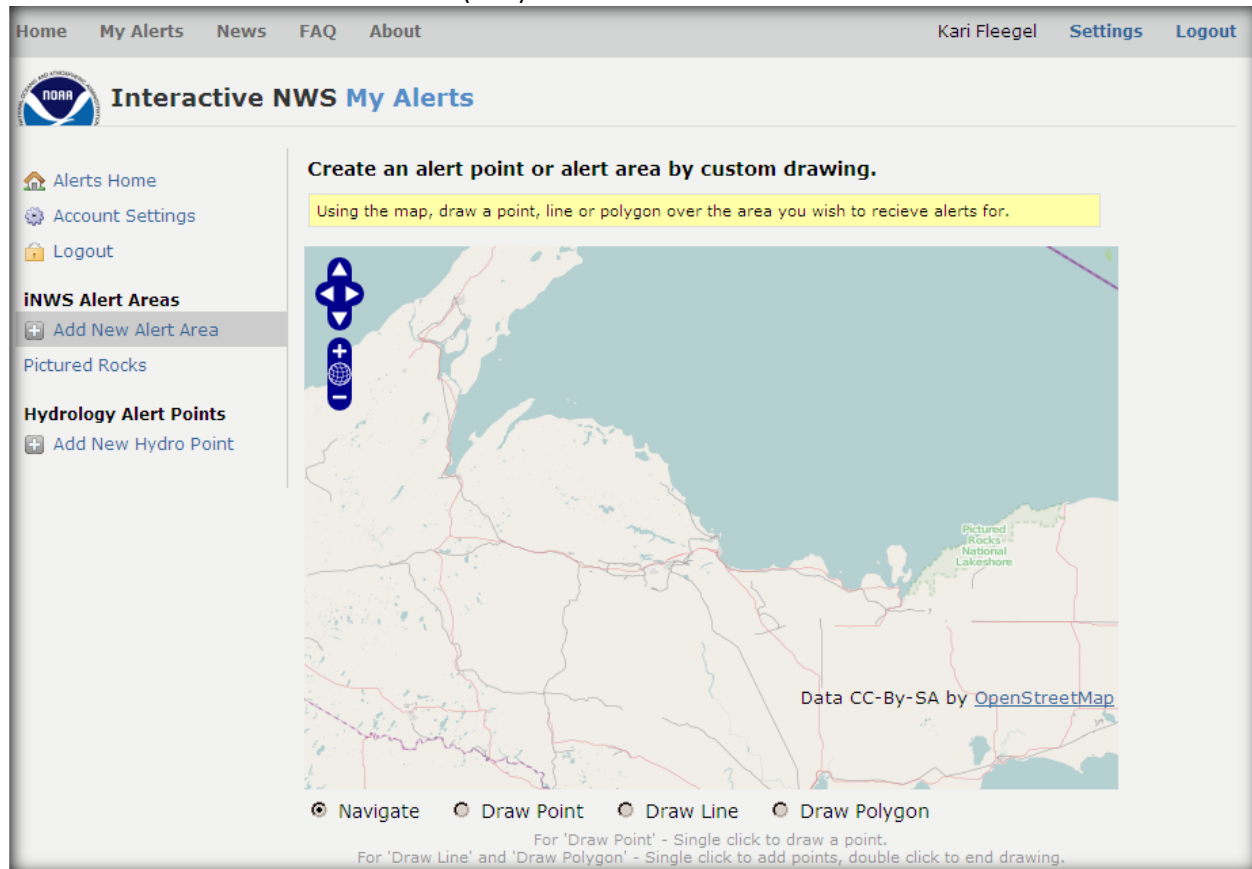 Home My Alerts News FAQ About Kari Fleegel Settings Logout
NOAA
Interactive NWS My Alerts
Alerts Home
Account Settings
Logout
iNWS Alert Areas
Add New Alert Area
Pictured Rocks
Hydrology Alert Points
Add New Hydro Point
Create an alert point or alert area by custom drawing.
Using the map, draw a point, line or polygon over the area you wish to recieve alerts for.
Pictured
Rocks
National
Lakeshore
Data CC-By-SA by OpenStreetMap
Navigate Draw Point Draw Line Draw Polygon
For 'Draw Point' - Single click to draw a point.
For 'Draw Line' and 'Draw Polygon' - Single click to add points, double click to end drawing.